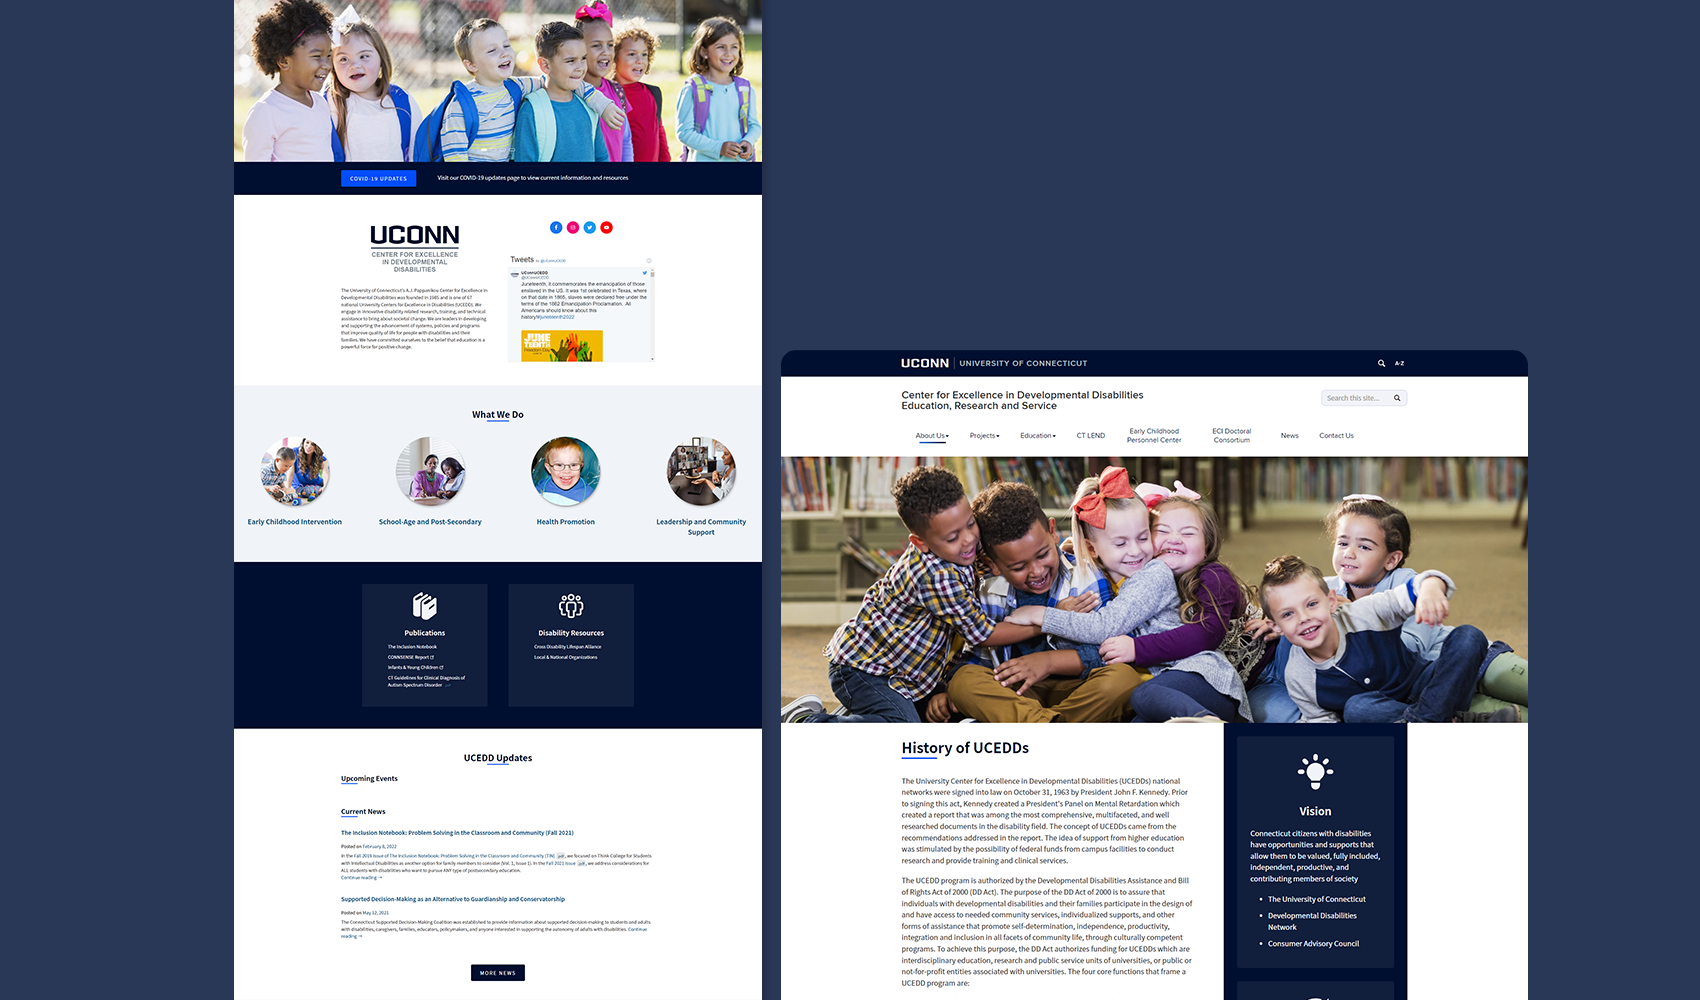 COVID-19 UPDATES
Visit our COVID-19 updates page to view current information and resources
UCONN
CENTER FOR EXCELLENCE
IN DEVELOPMENTAL
DISABILITIES
The University of Connecticut's A.J. Pappanikou Center for Excellence in
Developmental Disabilities was founded in 1985 and is one of 67
national University Centers for Excellence in Disabilities (UCEDD). We
engage in innovative disability related research, training, and technical
assistance to bring about societal change. We are leaders in developing
and supporting the advancement of systems, policies and programs
that improve quality of life for people with disabilities and their
families. We have committed ourselves to the belief that education is a
powerful force for positive change.
Tweets by @UConnUCEDD
UConnUCEDD
@UConnUCEDD
Juneteenth, it commemorates the emancipation of those
enslaved in the US. It was 1st celebrated in Texas, where
on that date in 1865, slaves were declared free under the
terms of the 1862 Emancipation Proclamation. All
Americans should know about this
history!#juneteenth2022
JUNE
TEENTH
Freedom Day
What We Do
Early Childhood Intervention
School-Age and Post-Secondary
Health Promotion
Leadership and Community
Support
Publications
The Inclusion Notebook
CONNSENSE Report
Infants & Young Children
CT Guidelines for Clinical Diagnosis of
Autism Spectrum Disorder
Disability Resources
Cross Disability Lifespan Alliance
Local & National Organizations
UCEDD Updates
Upcoming Events
Current News
The Inclusion Notebook: Problem Solving in the Classroom and Community (Fall 2021)
Posted on February 8, 2022
In the Fall 2019 Issue of The Inclusion Notebook: Problem Solving in the Classroom and Community (TIN) .pdf, we focused on Think College for Students
with Intellectual Disabilities as another option for family members to consider (Vol. 1, Issue 1). In the Fall 2021 issue .pdf, we address considerations for
ALL students with disabilities who want to pursue ANY type of postsecondary education.
Continue reading →
Supported Decision-Making as an Alternative to Guardianship and Conservatorship
Posted on May 12, 2021
The Connecticut Supported Decision-Making Coalition was established to provide information about supported decision-making to students and adults
with disabilities, caregivers, families, educators, policymakers, and anyone interested in supporting the autonomy of adults with disabilities. Continue
reading →
MORE NEWS
UCONN UNIVERSITY OF CONNECTICUT
A-Z
Center for Excellence in Developmental Disabilities
Education, Research and Service
Search this site...
About Us
Projects
Education
CT LEND
Early Childhood
Personnel Center
ECI Doctoral
Consortium
News
Contact Us
History of UCEDDs
The University Center for Excellence in Developmental Disabilities (UCEDDs) national
networks were signed into law on October 31, 1963 by President John F. Kennedy. Prior
to signing this act, Kennedy created a President's Panel on Mental Retardation which
created a report that was among the most comprehensive, multifaceted, and well
researched documents in the disability field. The concept of UCEDDs came from the
recommendations addressed in the report. The idea of support from higher education
was stimulated by the possibility of federal funds from campus facilities to conduct
research and provide training and clinical services.
The UCEDD program is authorized by the Developmental Disabilities Assistance and Bill
of Rights Act of 2000 (DD Act). The purpose of the DD Act of 2000 is to assure that
individuals with developmental disabilities and their families participate in the design of
and have access to needed community services, individualized supports, and other
forms of assistance that promote self-determination, independence, productivity,
integration and inclusion in all facets of community life, through culturally competent
programs. To achieve this purpose, the DD Act authorizes funding for UCEDDs which are
interdisciplinary education, research and public service units of universities, or public or
not-for-profit entities associated with universities. The four core functions that frame a
UCEDD program are:
Vision
Connecticut citizens with disabilities
have opportunities and supports that
allow them to be valued, fully included,
independent, productive, and
contributing members of society
• The University of Connecticut
• Developmental Disabilities
Network
• Consumer Advisory Council